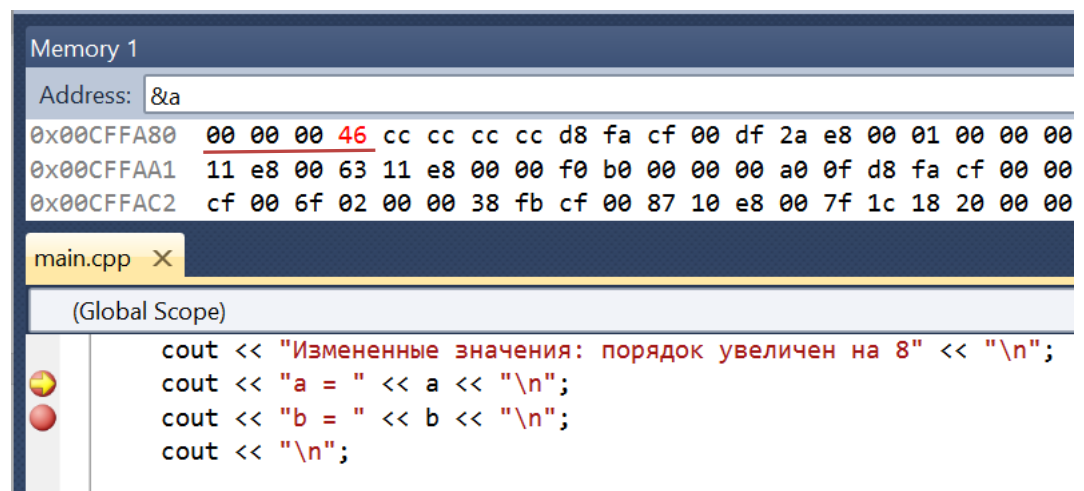 Memory 1
Address: &a
0x00CFFA80 00 00 00 46 cc cc cc cc d8 fa cf 00 df 2a e8 00 01 00 00 00
0x00CFFAA1 11 e8 00 63 11 e8 00 00 f0 b0 00 00 00 a0 0f d8 fa cf 00 00
0x00CFFAC2 cf 00 6f 02 00 00 38 fb cf 00 87 10 e8 00 7f 1c 18 20 00 00
main.cpp
(Global Scope)
cout << "Измененные значения: порядок увеличен на 8" << "\n";
cout << "a = " << a << "\n";
cout << "b = " << b << "\n";
cout << "\n";